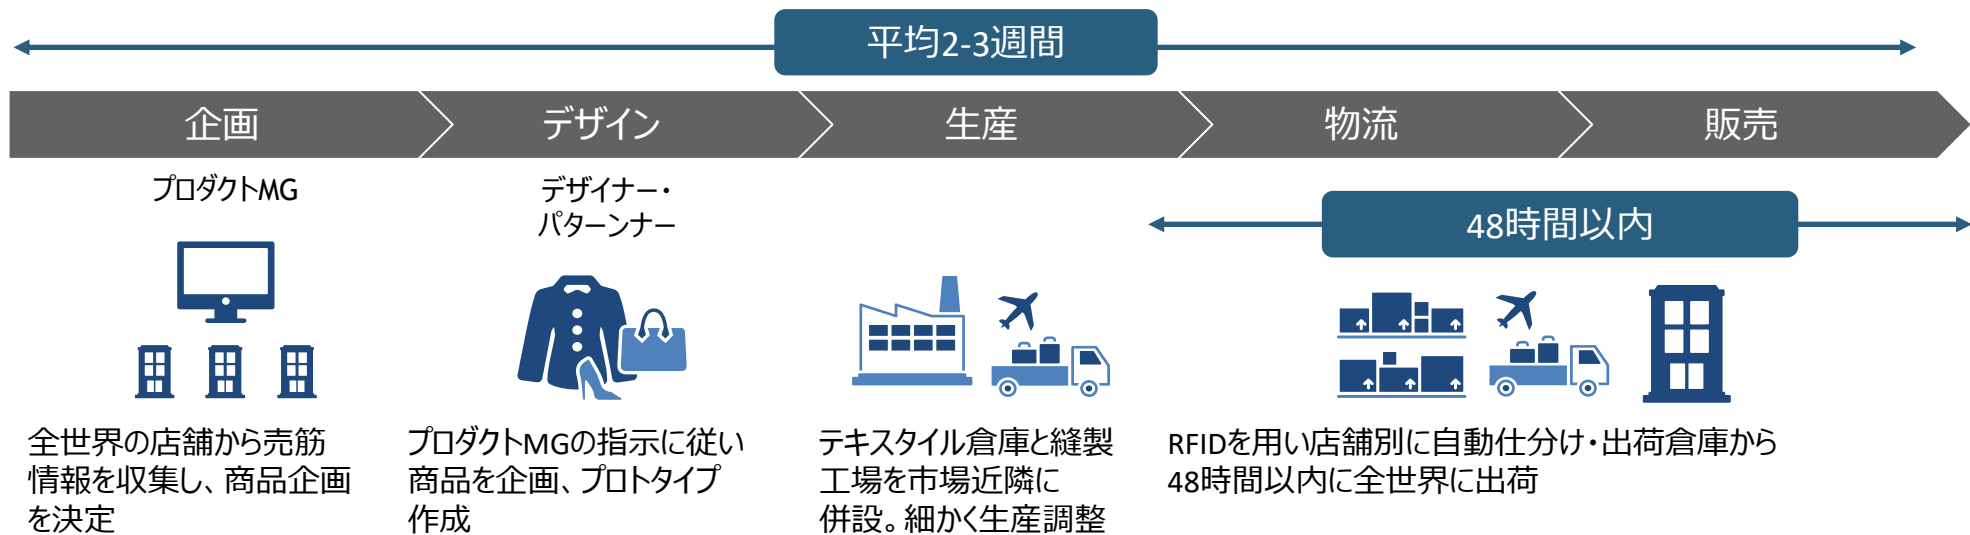 平均2-3週間
企画
デザイン
生産
物流
販売
プロダクトMG
デザイナー・
パターンナー
48時間以内
全世界の店舗から売筋
情報を収集し、商品企画
を決定
プロダクトMGの指示に従い
商品を企画、プロトタイプ
作成
テキスタイル倉庫と縫製
工場を市場近隣に
併設。細かく生産調整
RFIDを用い店舗別に自動仕分け・出荷倉庫から
48時間以内に全世界に出荷